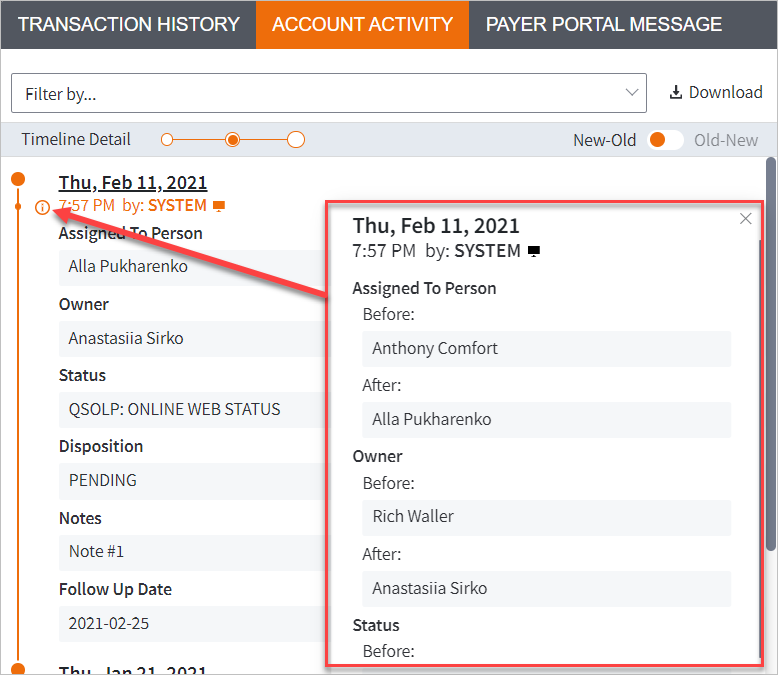 TRANSACTION HISTORY
ACCOUNT ACTIVITY
PAYER PORTAL MESSAGE
Filter by...
Download
Timeline Detail
New-Old
Old-New
Thu, Feb 11, 2021
7:57 PM by: SYSTEM
Assigned To Person
Alla Pukharenko
Owner
Anastasiia Sirko
Status
QSOLP: ONLINE WEB STATUS
Disposition
PENDING
Notes
Note #1
Follow Up Date
2021-02-25
Thu, Jan 21, 2021
Thu, Feb 11, 2021
7:57 PM by: SYSTEM
Assigned To Person
Before:
Anthony Comfort
After:
Alla Pukharenko
Owner
Before:
Rich Waller
After:
Anastasiia Sirko
Status
Before: